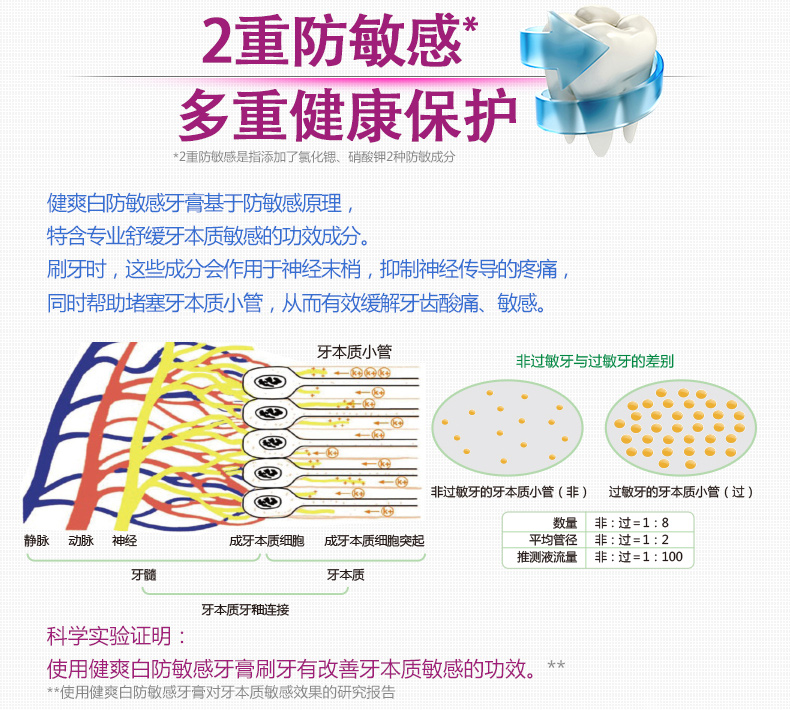 2重防敏感*
多重健康保护
*2重防敏感是指添加了氯化锶、硝酸钾2种防敏成分
健爽白防敏感牙膏基于防敏感原理，
特含专业舒缓牙本质敏感的功效成分。
刷牙时，这些成分会作用于神经末梢，抑制神经传导的疼痛，
同时帮助堵塞牙本质小管，从而有效缓解牙齿酸痛、敏感。
牙本质小管
k+ k+ k+
k+
k+
k+
k+
k+
k+
k+
静脉 动脉 神经 成牙本质细胞 成牙本质细胞突起
牙髓 牙本质
牙本质牙釉连接
非过敏牙与过敏牙的差别
非过敏牙的牙本质小管（非） 过敏牙的牙本质小管（过）
数量 非：过＝1：8
平均管径 非：过＝1：2
推测液流量 非：过＝1：100
科学实验证明：
使用健爽白防敏感牙膏刷牙有改善牙本质敏感的功效。**
**使用健爽白防敏感牙膏对牙本质敏感效果的研究报告